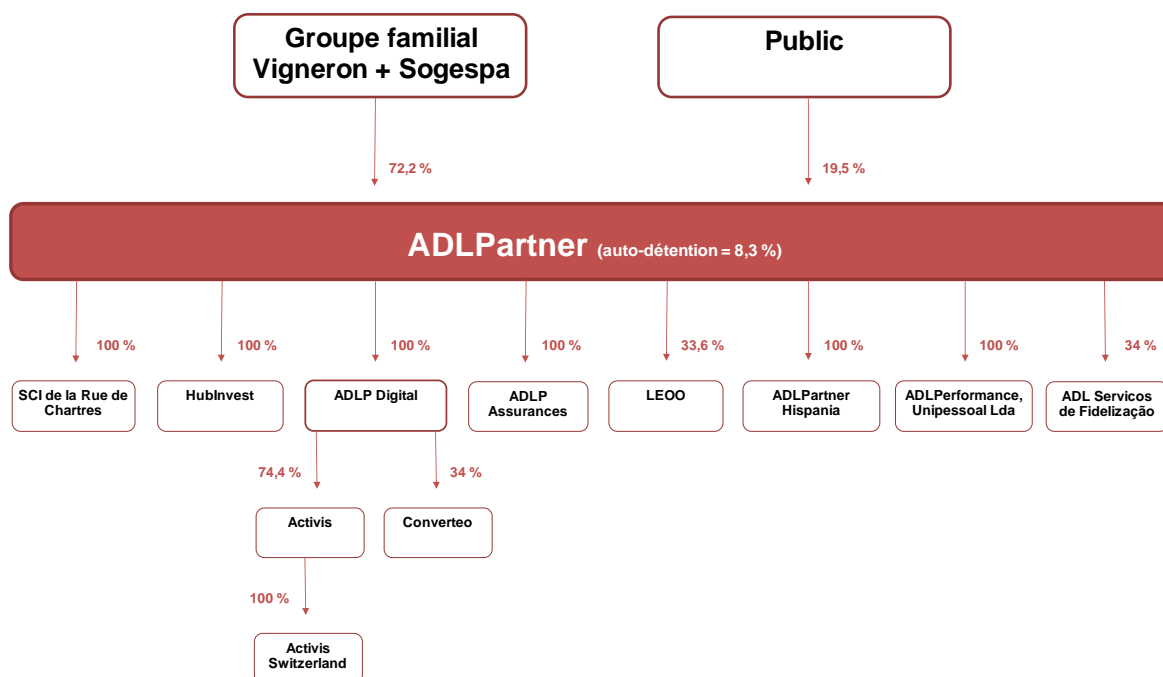 Groupe familial
Vigneron + Sogespa
Public
72,2 %
19,5 %
ADLPartner (auto-détention = 8,3 %)
100 %
100 %
100 %
100 %
33,6 %
100 %
100 %
34 %
SCI de la Rue de
Chartres
HubInvest
ADLP Digital
ADLP
Assurances
LEOO
ADLPartner
Hispania
ADLPerformance,
Unipessoal Lda
ADL Servicos
de Fidelização
74,4 %
34 %
Activis
Converteo
100 %
Activis
Switzerland